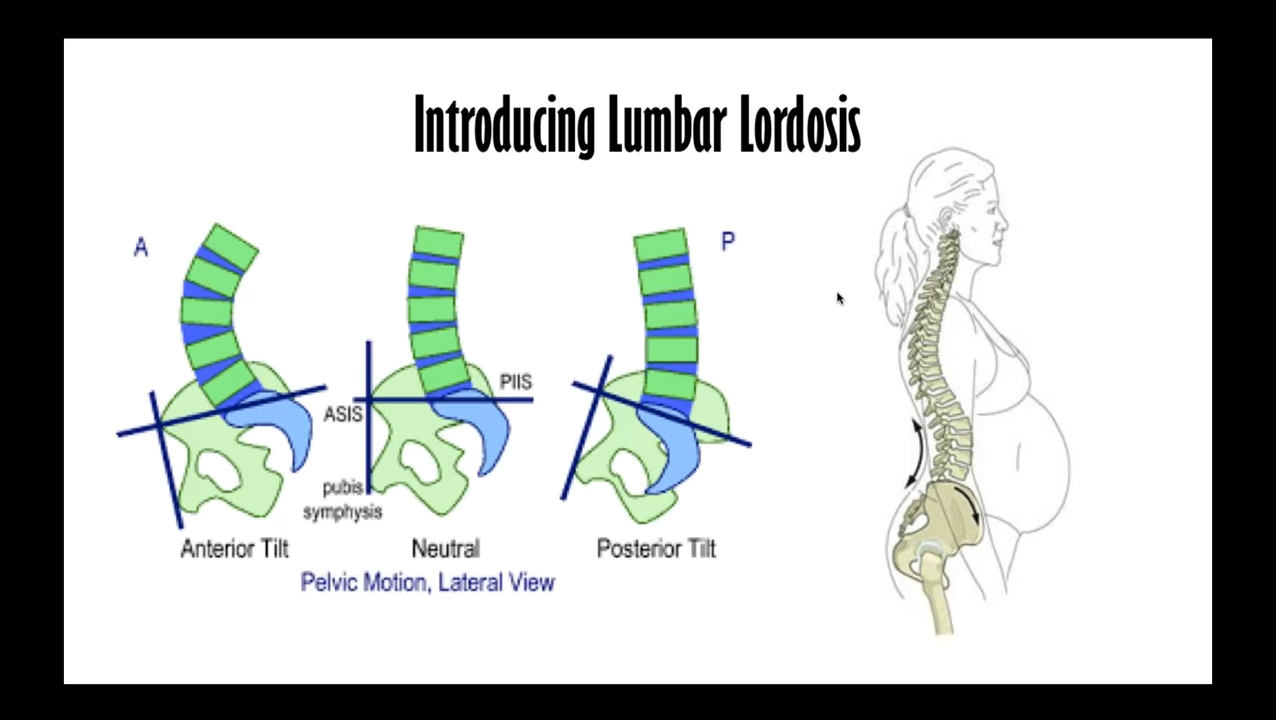 Introducing Lumbar Lordosis
A
P
PIIS
ASIS
pubis
symphysis
Anterior Tilt
Neutral
Posterior Tilt
Pelvic Motion, Lateral View